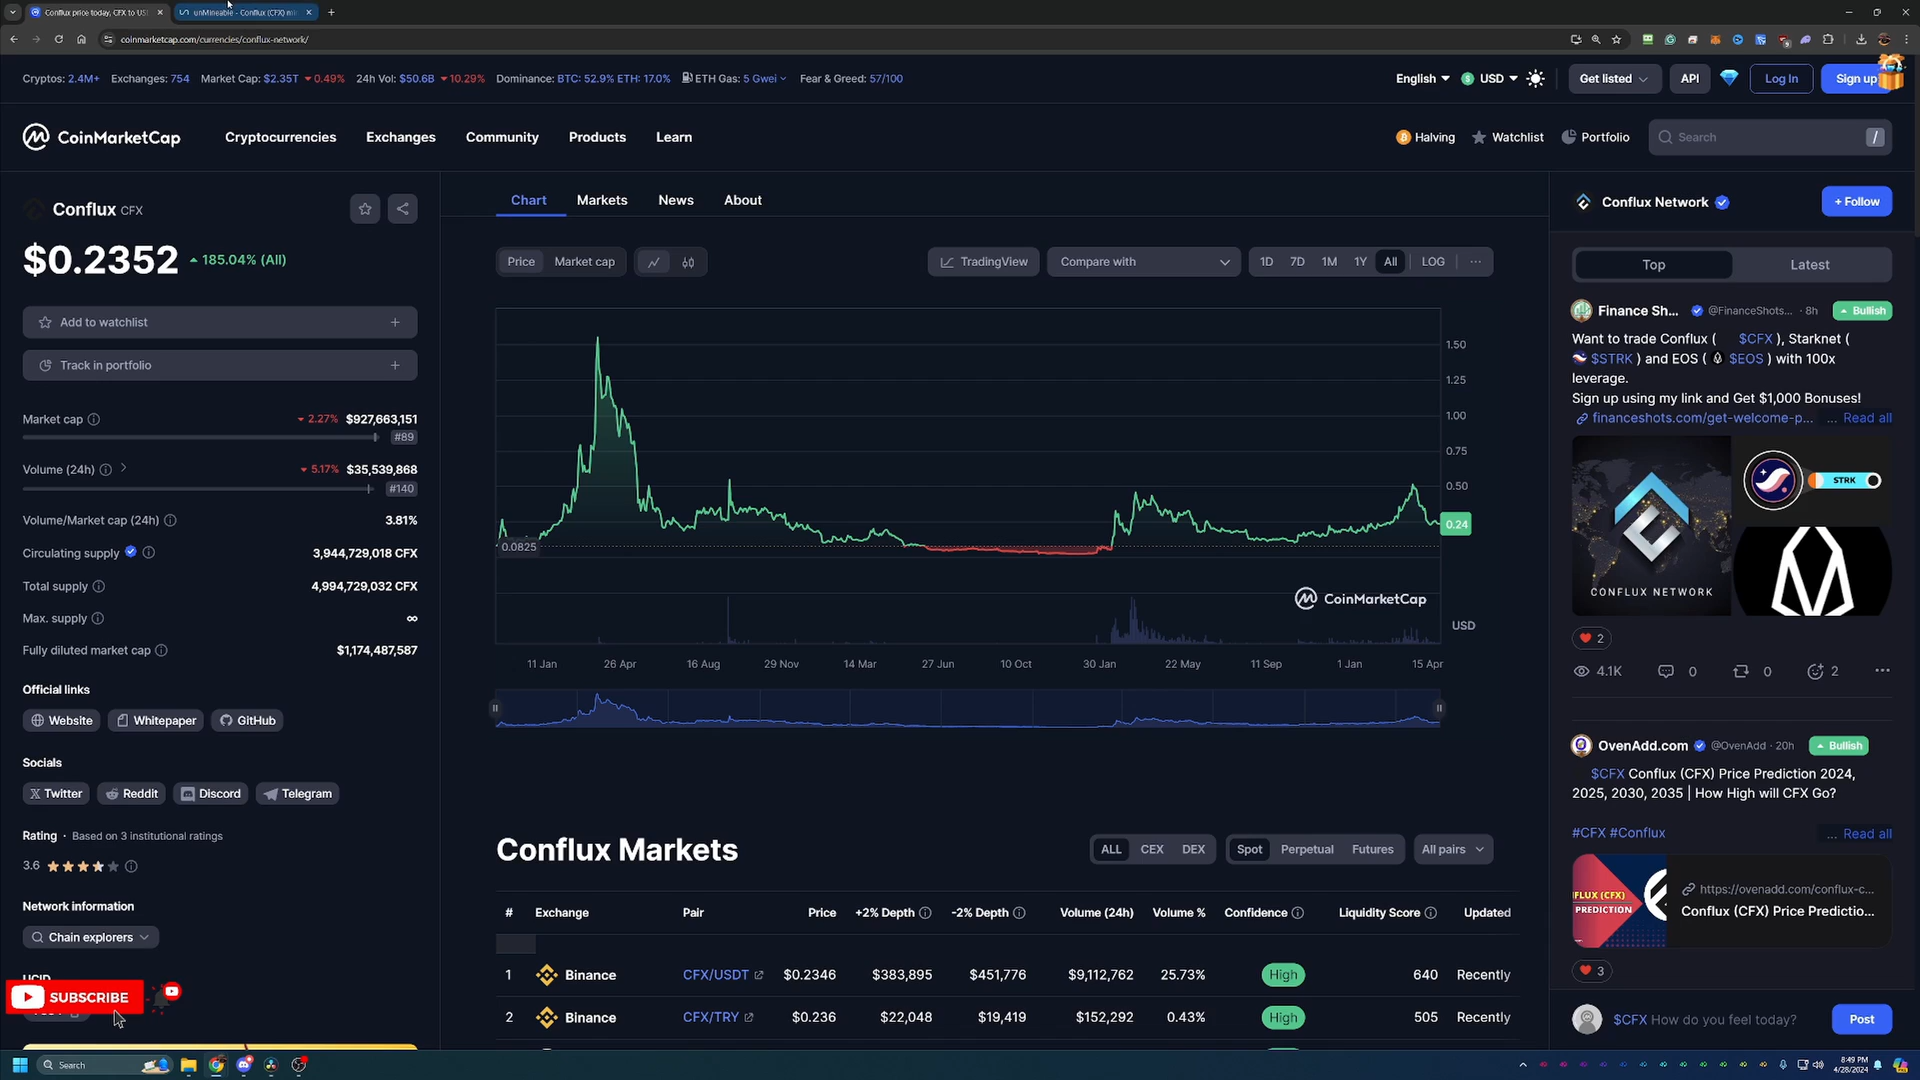 Conflux price today, CFX to US
unMineable - Conflux (CFX) mi
coinmarketcap.com/currencies/conflux-network/
Cryptos: 2.4M+ Exchanges: 754 Market Cap: $2.35T 0.49% 24h Vol: $50.6B 10.29% Dominance: BTC: 52.9% ETH: 17.0% ETH Gas: 5 Gwei Fear & Greed: 57/100
English USD Get listed API Log In Sign up
CoinMarketCap Cryptocurrencies Exchanges Community Products Learn
Halving Watchlist Portfolio Search /
Conflux CFX
$0.2352 185.04% (All)
Add to watchlist +
Track in portfolio +
Market cap 2.27% $927,663,151
#89
Volume (24h) 5.17% $35,539,868
#140
Volume/Market cap (24h) 3.81%
Circulating supply 3,944,729,018 CFX
Total supply 4,994,729,032 CFX
Max. supply ∞
Fully diluted market cap $1,174,487,587
Official links
Website Whitepaper GitHub
Socials
Twitter Reddit Discord Telegram
Rating · Based on 3 institutional ratings
3.6
Network information
Chain explorers
UCID
SUBSCRIBE
Chart Markets News About
Price Market cap
TradingView Compare with 1D 7D 1M 1Y All LOG ...
1.50
1.25
1.00
0.75
0.50
0.24
0.0825
CoinMarketCap
USD
11 Jan 26 Apr 16 Aug 29 Nov 14 Mar 27 Jun 10 Oct 30 Jan 22 May 11 Sep 1 Jan 15 Apr
Conflux Markets
ALL CEX DEX Spot Perpetual Futures All pairs
# Exchange Pair Price +2% Depth -2% Depth Volume (24h) Volume % Confidence Liquidity Score Updated
1 Binance CFX/USDT $0.2346 $383,895 $451,776 $9,112,762 25.73% High 640 Recently
2 Binance CFX/TRY $0.236 $22,048 $19,419 $152,292 0.43% High 505 Recently
Conflux Network + Follow
Top Latest
Finance Sh... @FinanceShots... · 8h Bullish
Want to trade Conflux ( $CFX ), Starknet (
$STRK ) and EOS ( $EOS ) with 100x
leverage.
Sign up using my link and Get $1,000 Bonuses!
financeshots.com/get-welcome-p... ... Read all
STRK
CONFLUX NETWORK
2
4.1K 0 0 2 ...
OvenAdd.com @OvenAdd · 20h Bullish
$CFX Conflux (CFX) Price Prediction 2024,
2025, 2030, 2035 | How High will CFX Go?
#CFX #Conflux ... Read all
NFLUX (CFX)
PREDICTION
https://ovenadd.com/conflux-c...
Conflux (CFX) Price Predictio...
3
$CFX How do you feel today? Post
Search
8:49 PM
4/28/2024